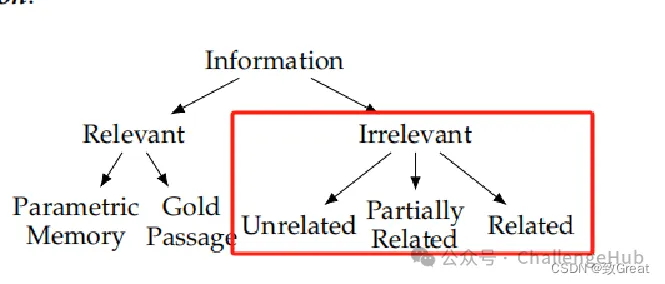 on:
Information
Relevant
Irrelevant
Parametric
Memory
Gold
Passage
Unrelated
Partially
Related
Related
公众号 · ChallengeHub
CSDN @致Great